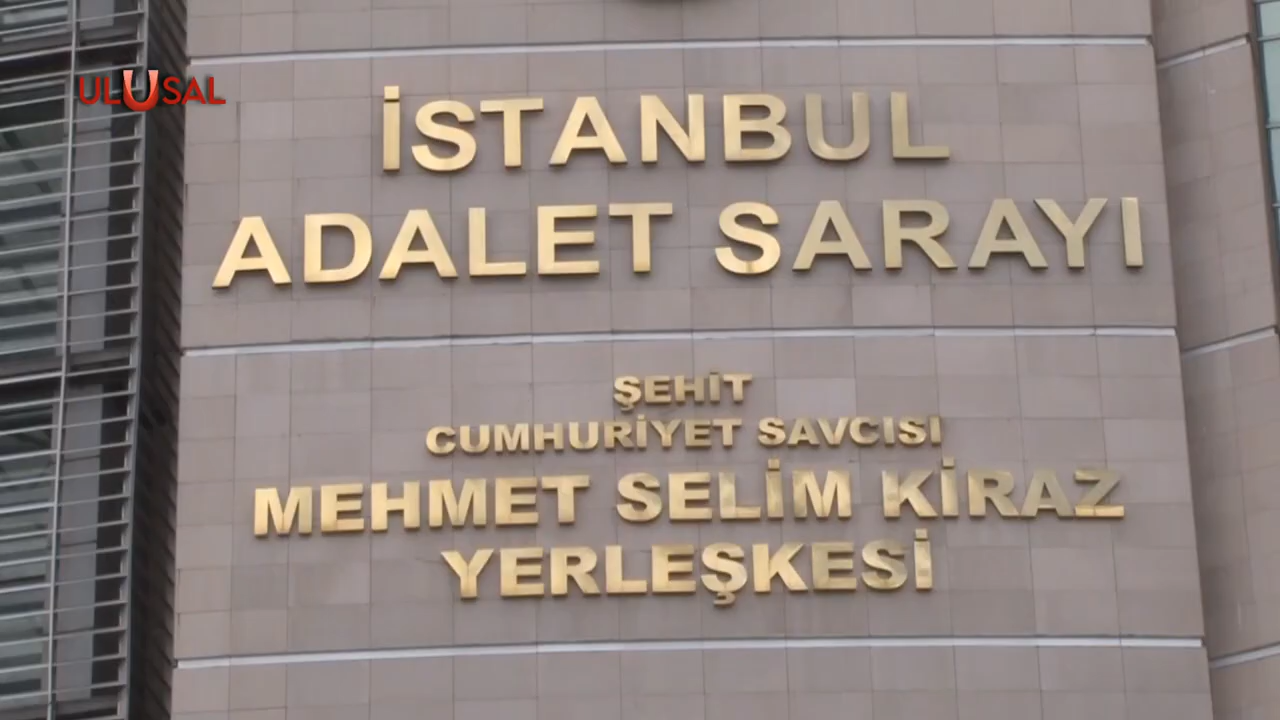 ULUSAL
İSTANBUL
ADALET SARAYI
ŞEHİT
CUMHURİYET SAVCISI
MEHMET SELİM KİRAZ
YERLEŞKESİ